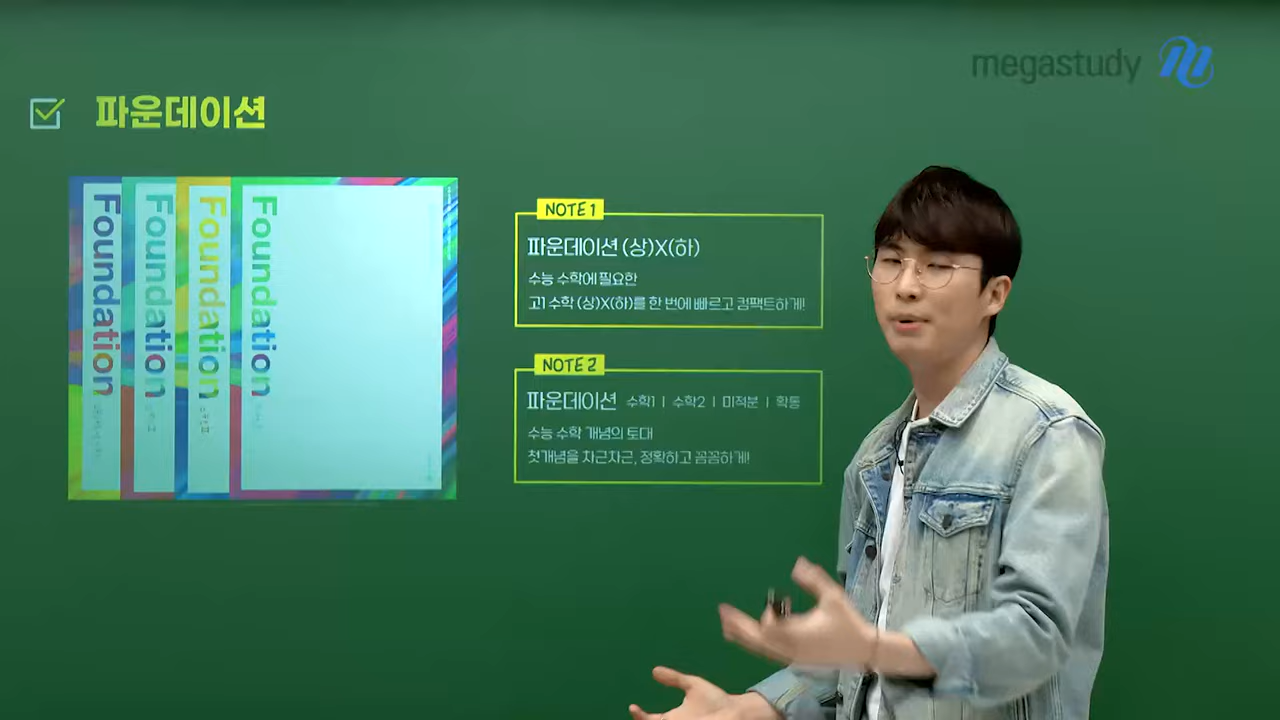 megastudy
파운데이션
Foundation
Foundation
Foundation
Foundation
NOTE 1
파운데이션 (상)X(하)
수능 수학에 필요한
고1 수학 (상)X(하)를 한 번에 빠르고 컴팩트하게!
NOTE 2
파운데이션 수학1 | 수학2 | 미적분 | 확통
수능 수학 개념의 토대
첫개념을 차근차근, 정확하고 꼼꼼하게!